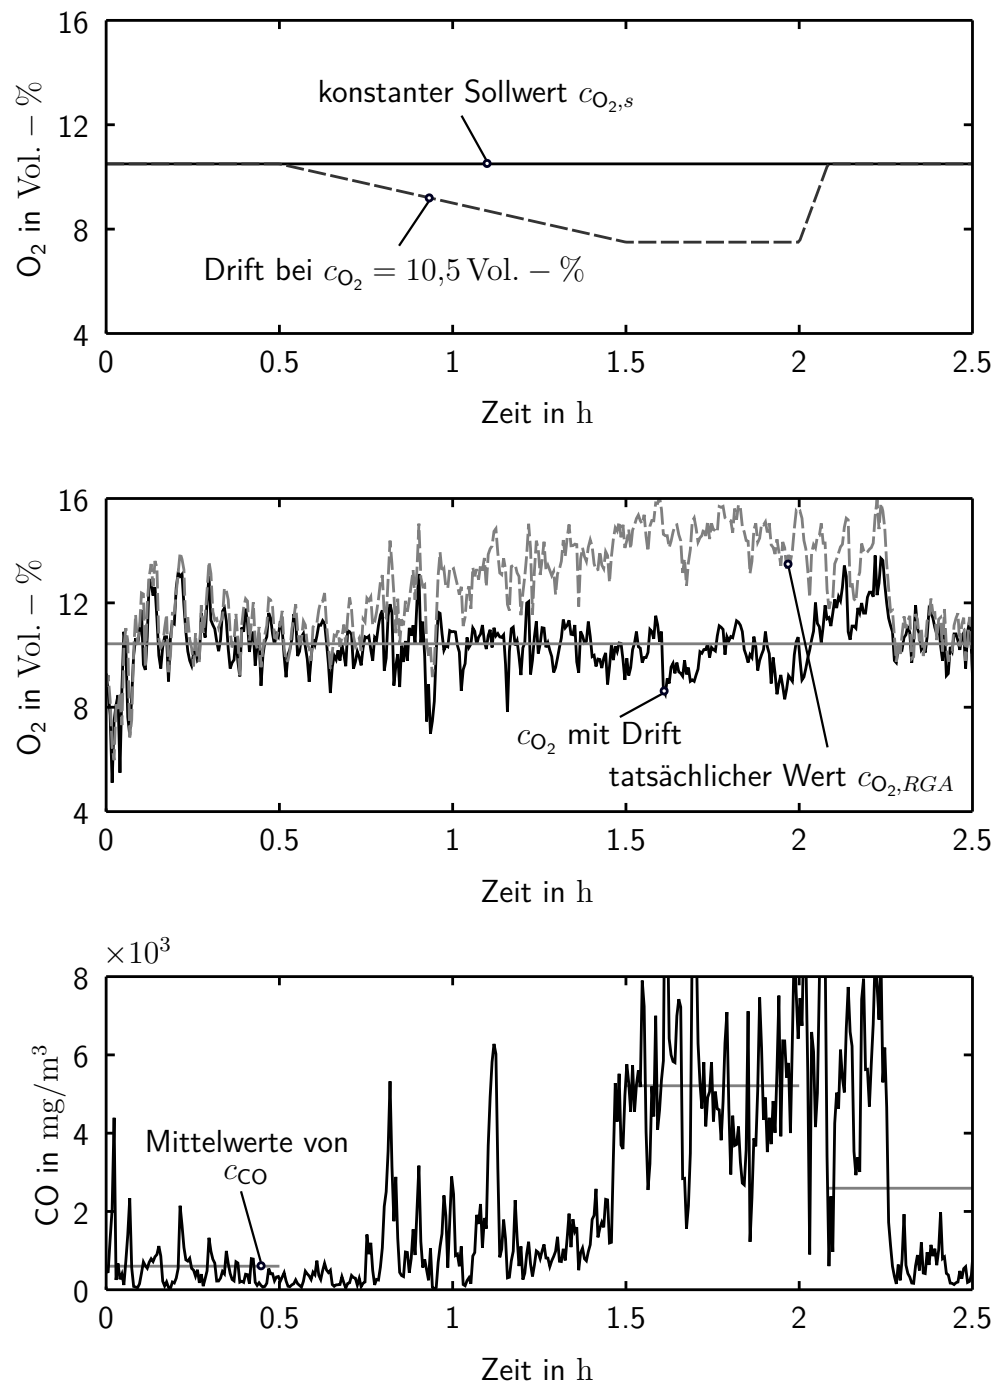 16
konstanter Sollwert c_{O₂,s}
12
8
Drift bei c_{O₂} = 10,5 Vol. − %
4
0 0.5 1 1.5 2 2.5
Zeit in h
O₂ in Vol. − %
16
12
8
c_{O₂} mit Drift
tatsächlicher Wert c_{O₂,RGA}
4
0 0.5 1 1.5 2 2.5
Zeit in h
O₂ in Vol. − %
×10³
8
6
4
Mittelwerte von
c_{CO}
2
0
0 0.5 1 1.5 2 2.5
Zeit in h
CO in mg/m³